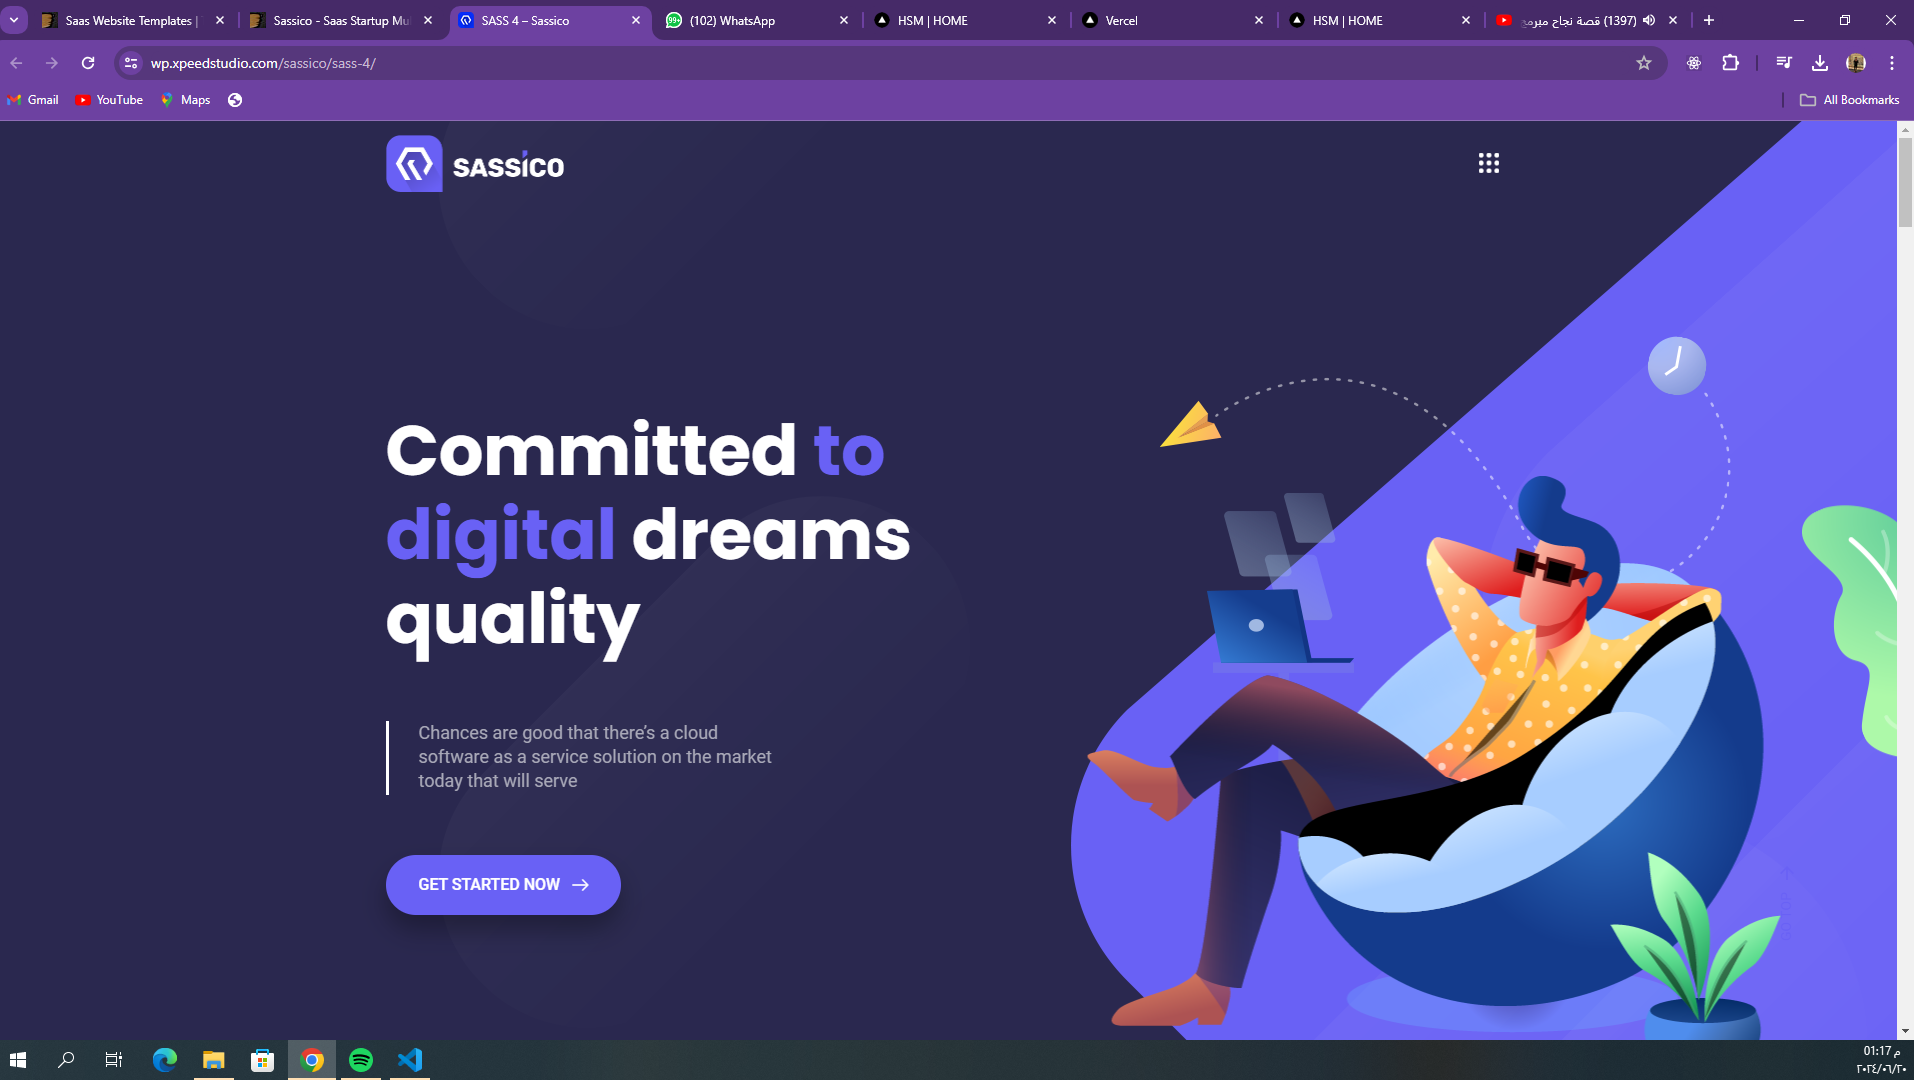 Saas Website Templates |
Sassico - Saas Startup Mu
SASS 4 – Sassico
(102) WhatsApp
HSM | HOME
Vercel
HSM | HOME
(1397) قصة نجاح مبرمج
wp.xpeedstudio.com/sassico/sass-4/
Gmail
YouTube
Maps
All Bookmarks
SASSICO
Committed to
digital dreams
quality
Chances are good that there’s a cloud
software as a service solution on the market
today that will serve
GET STARTED NOW
01:17 م
٢٠٢٤/٠٦/٢٠